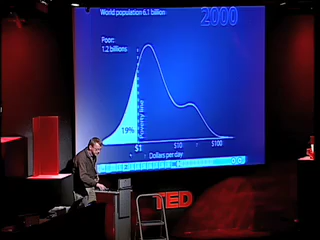 World population 6.1 billion
2000
Poor:
1.2 billions
19%
Poverty line
$1
$10
$100
Dollars per day
TED